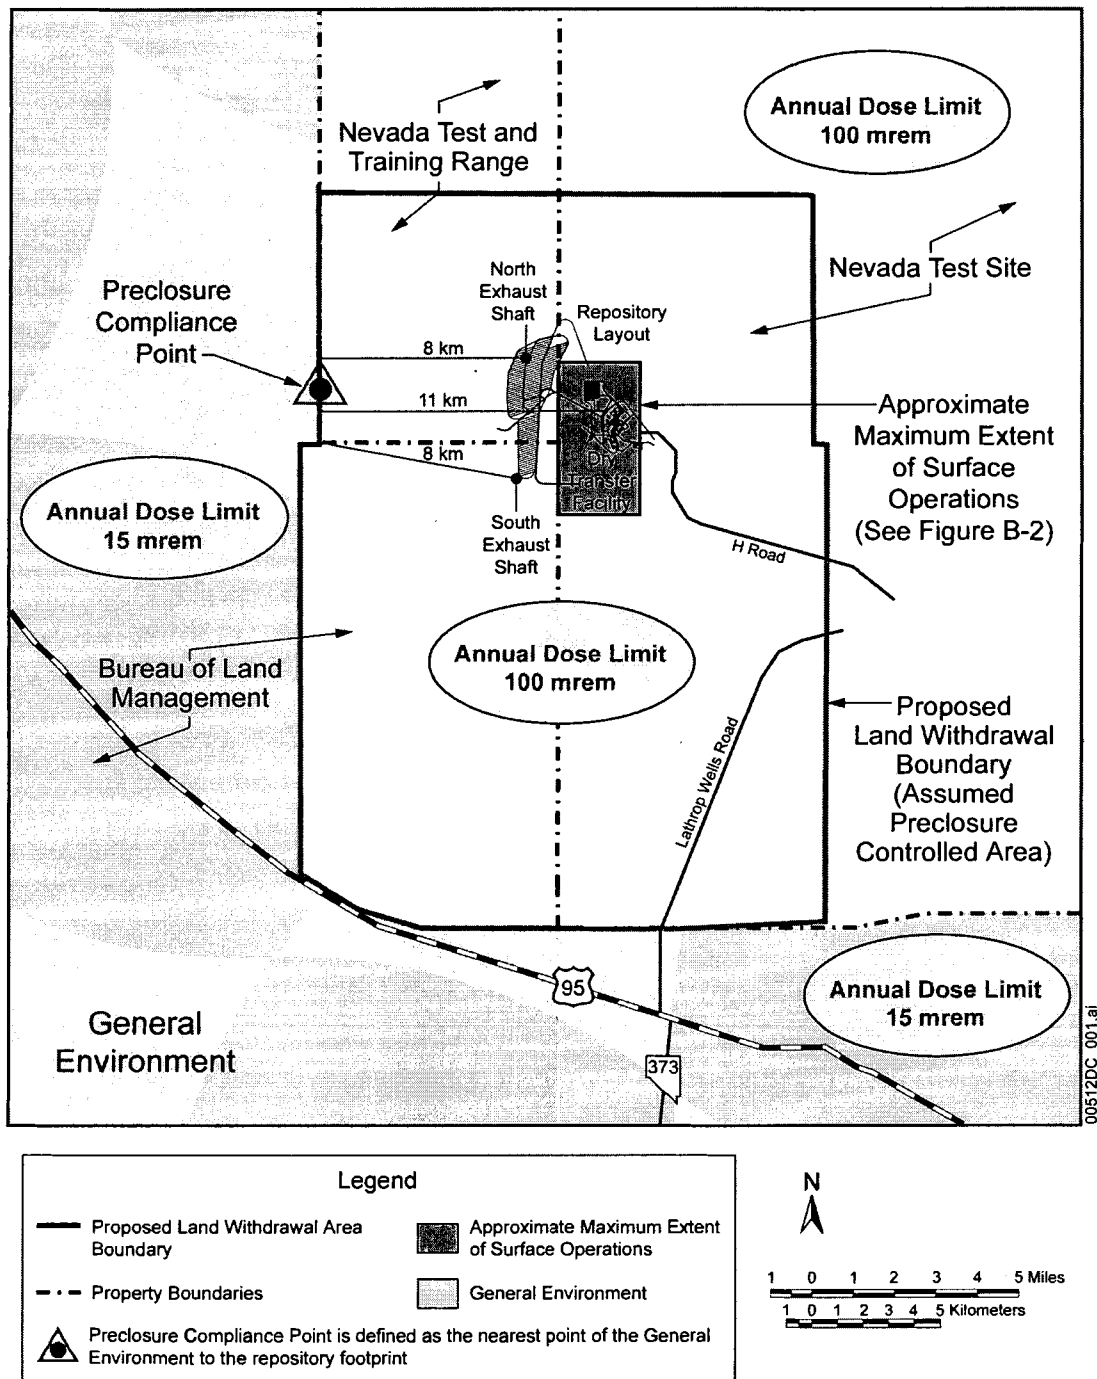 Annual Dose Limit
100 mrem
Nevada Test and
Training Range
Nevada Test Site
North
Exhaust
Shaft
Repository
Layout
Preclosure
Compliance
Point
8 km
11 km
8 km
Approximate
Maximum Extent
of Surface
Operations
(See Figure B-2)
Dry
Transfer
Facility
Annual Dose Limit
15 mrem
South
Exhaust
Shaft
H Road
Annual Dose Limit
100 mrem
Bureau of Land
Management
Lathrop Wells Road
Proposed
Land Withdrawal
Boundary
(Assumed
Preclosure
Controlled Area)
95
Annual Dose Limit
15 mrem
General
Environment
373
00512DC_001.ai
Legend
Proposed Land Withdrawal Area
Boundary
Approximate Maximum Extent
of Surface Operations
Property Boundaries
General Environment
Preclosure Compliance Point is defined as the nearest point of the General
Environment to the repository footprint
N
1 0 1 2 3 4 5 Miles
1 0 1 2 3 4 5 Kilometers